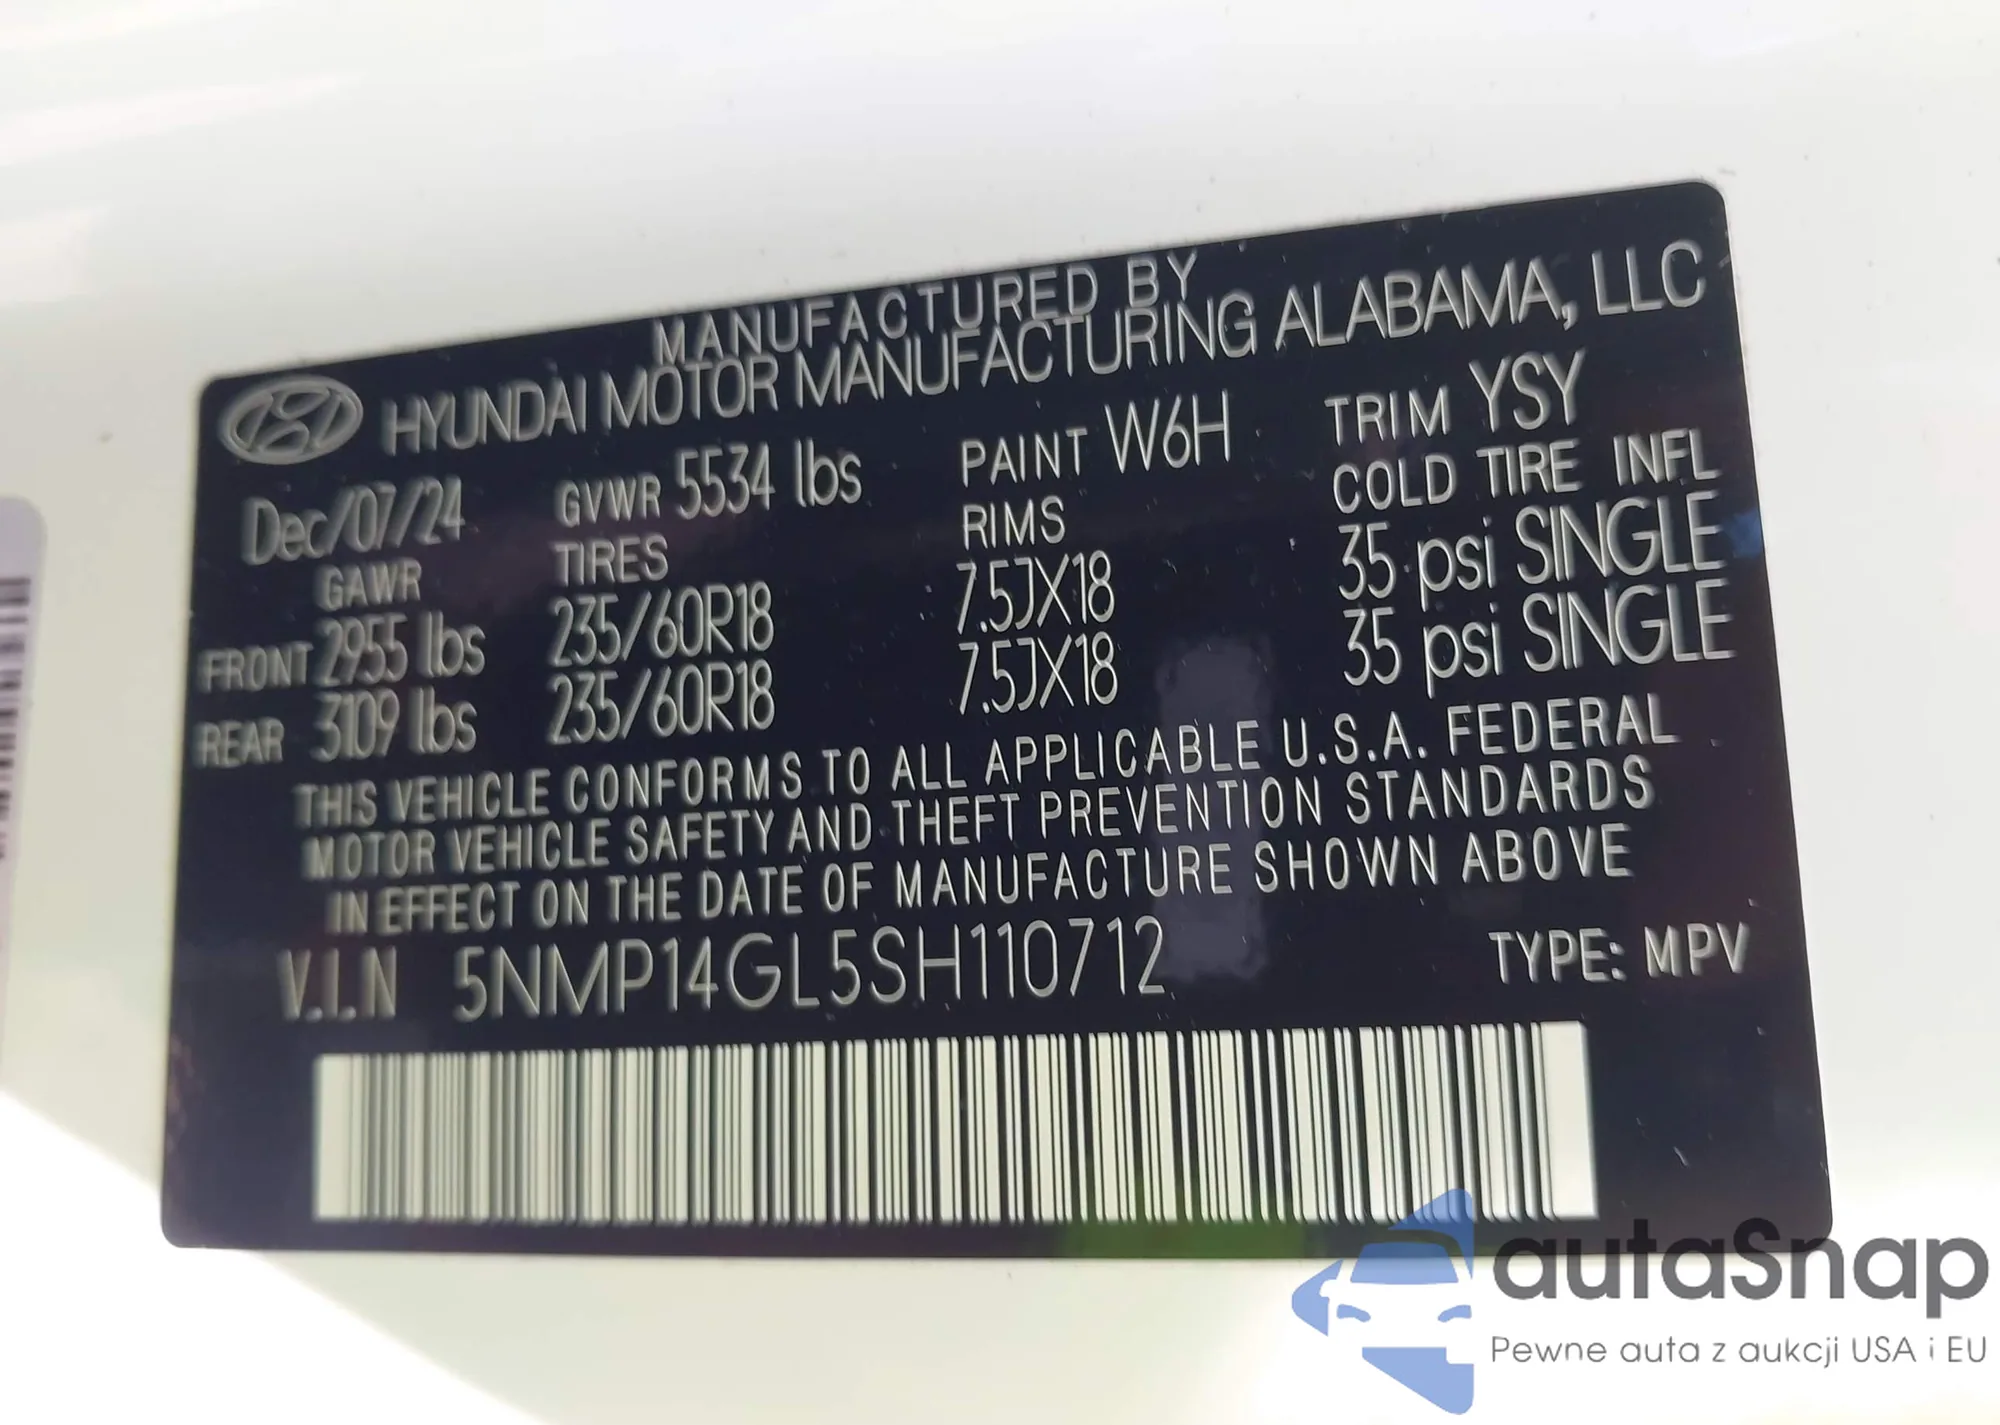 MANUFACTURED BY
HYUNDAI MOTOR MANUFACTURING ALABAMA, LLC
Dec/07/24 GVWR 5534 lbs PAINT W6H TRIM YSY
GAWR TIRES RIMS COLD TIRE INFL
FRONT 2955 lbs 235/60R18 7.5JX18 35 psi SINGLE
REAR 3109 lbs 235/60R18 7.5JX18 35 psi SINGLE
THIS VEHICLE CONFORMS TO ALL APPLICABLE U.S.A. FEDERAL
MOTOR VEHICLE SAFETY AND THEFT PREVENTION STANDARDS
IN EFFECT ON THE DATE OF MANUFACTURE SHOWN ABOVE
V.I.N 5NMP14GL5SH110712 TYPE: MPV
autaSnap
Pewne auta z aukcji USA i EU